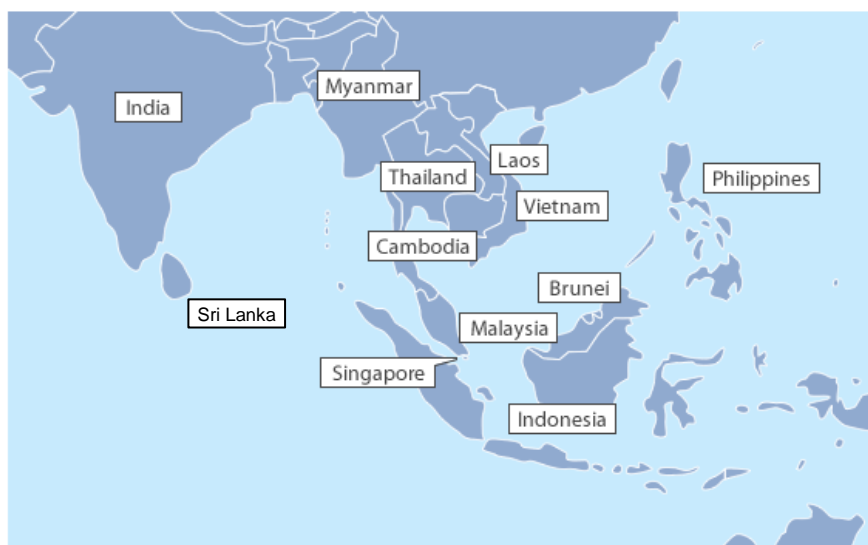 Myanmar
India
Laos
Thailand
Philippines
Vietnam
Cambodia
Brunei
Sri Lanka
Malaysia
Singapore
Indonesia